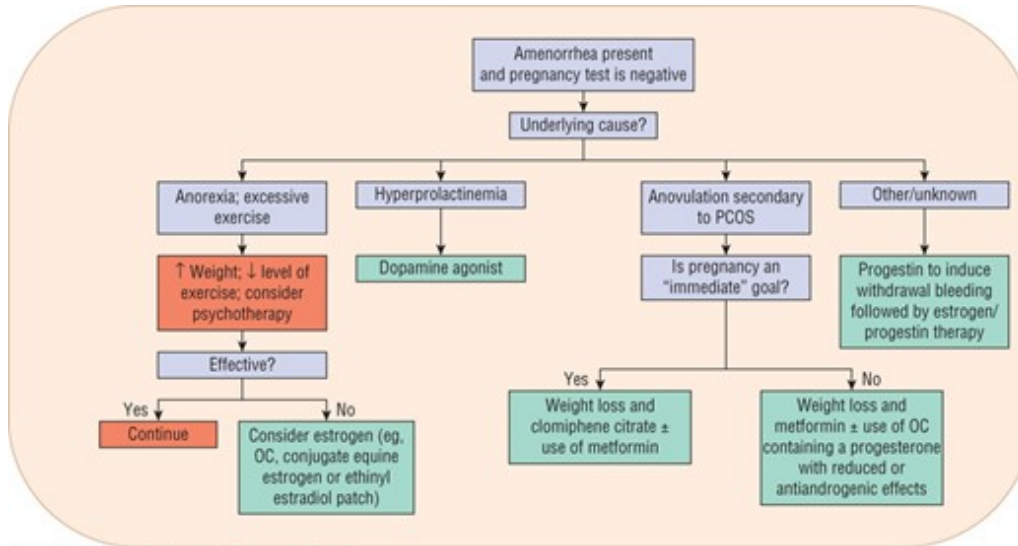 Amenorrhea present
and pregnancy test is negative
Underlying cause?
Anorexia; excessive
exercise
Hyperprolactinemia
Anovulation secondary
to PCOS
Other/unknown
↑ Weight; ↓ level of
exercise; consider
psychotherapy
Dopamine agonist
Is pregnancy an
"immediate" goal?
Progestin to induce
withdrawal bleeding
followed by estrogen/
progestin therapy
Effective?
Yes
No
Yes
No
Continue
Consider estrogen (eg,
OC, conjugate equine
estrogen or ethinyl
estradiol patch)
Weight loss and
clomiphene citrate ±
use of metformin
Weight loss and
metformin ± use of OC
containing a progesterone
with reduced or
antiandrogenic effects